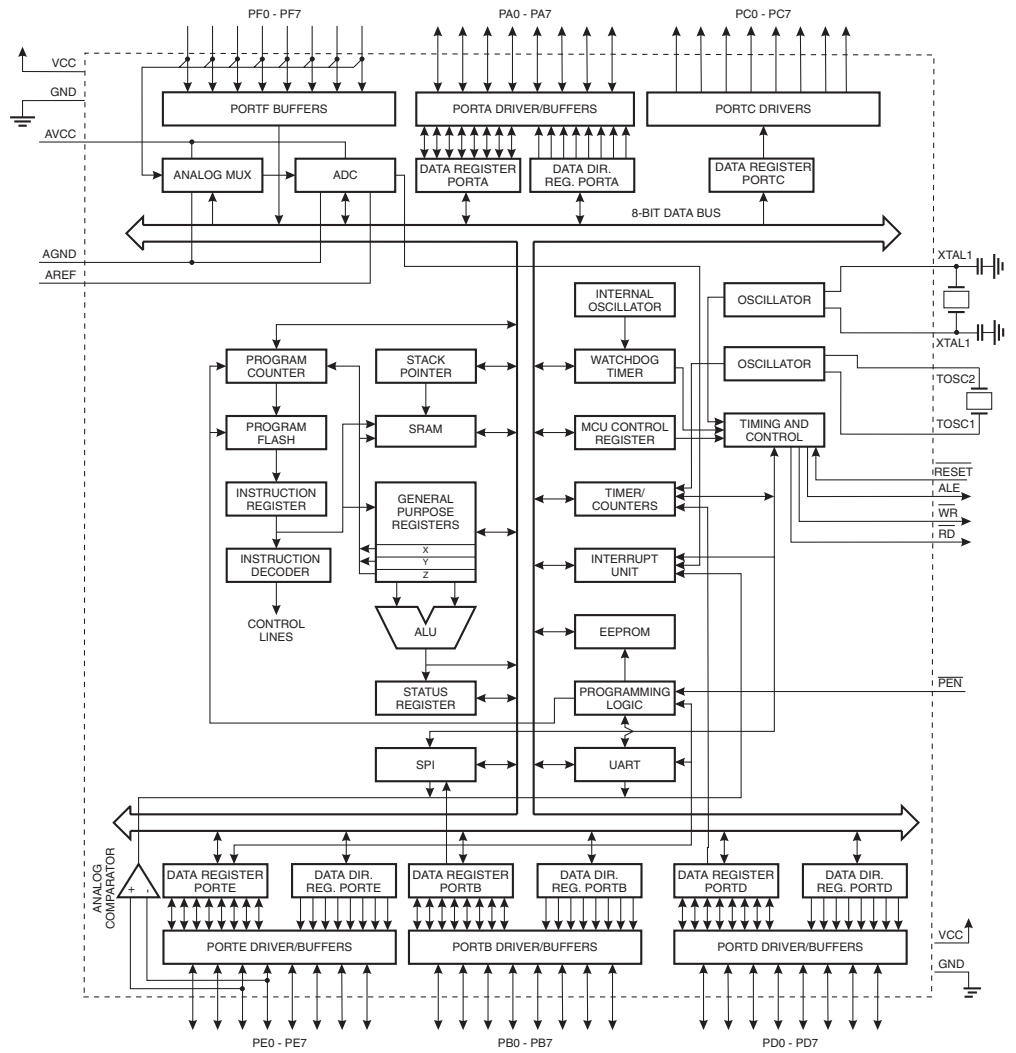 PF0 - PF7
PA0 - PA7
PC0 - PC7
VCC
GND
PORTF BUFFERS
PORTA DRIVER/BUFFERS
PORTC DRIVERS
AVCC
ANALOG MUX
ADC
DATA REGISTER
PORTA
DATA DIR.
REG. PORTA
DATA REGISTER
PORTC
8-BIT DATA BUS
AGND
AREF
XTAL1
INTERNAL
OSCILLATOR
OSCILLATOR
XTAL1
PROGRAM
COUNTER
STACK
POINTER
WATCHDOG
TIMER
OSCILLATOR
TOSC2
TOSC1
PROGRAM
FLASH
SRAM
MCU CONTROL
REGISTER
TIMING AND
CONTROL
RESET
ALE
WR
RD
INSTRUCTION
REGISTER
GENERAL
PURPOSE
REGISTERS
X
Y
Z
TIMER/
COUNTERS
INSTRUCTION
DECODER
INTERRUPT
UNIT
CONTROL
LINES
ALU
EEPROM
STATUS
REGISTER
PROGRAMMING
LOGIC
PEN
SPI
UART
ANALOG
COMPARATOR
+
-
DATA REGISTER
PORTE
DATA DIR.
REG. PORTE
DATA REGISTER
PORTB
DATA DIR.
REG. PORTB
DATA REGISTER
PORTD
DATA DIR.
REG. PORTD
PORTE DRIVER/BUFFERS
PORTB DRIVER/BUFFERS
PORTD DRIVER/BUFFERS
VCC
GND
PE0 - PE7
PB0 - PB7
PD0 - PD7